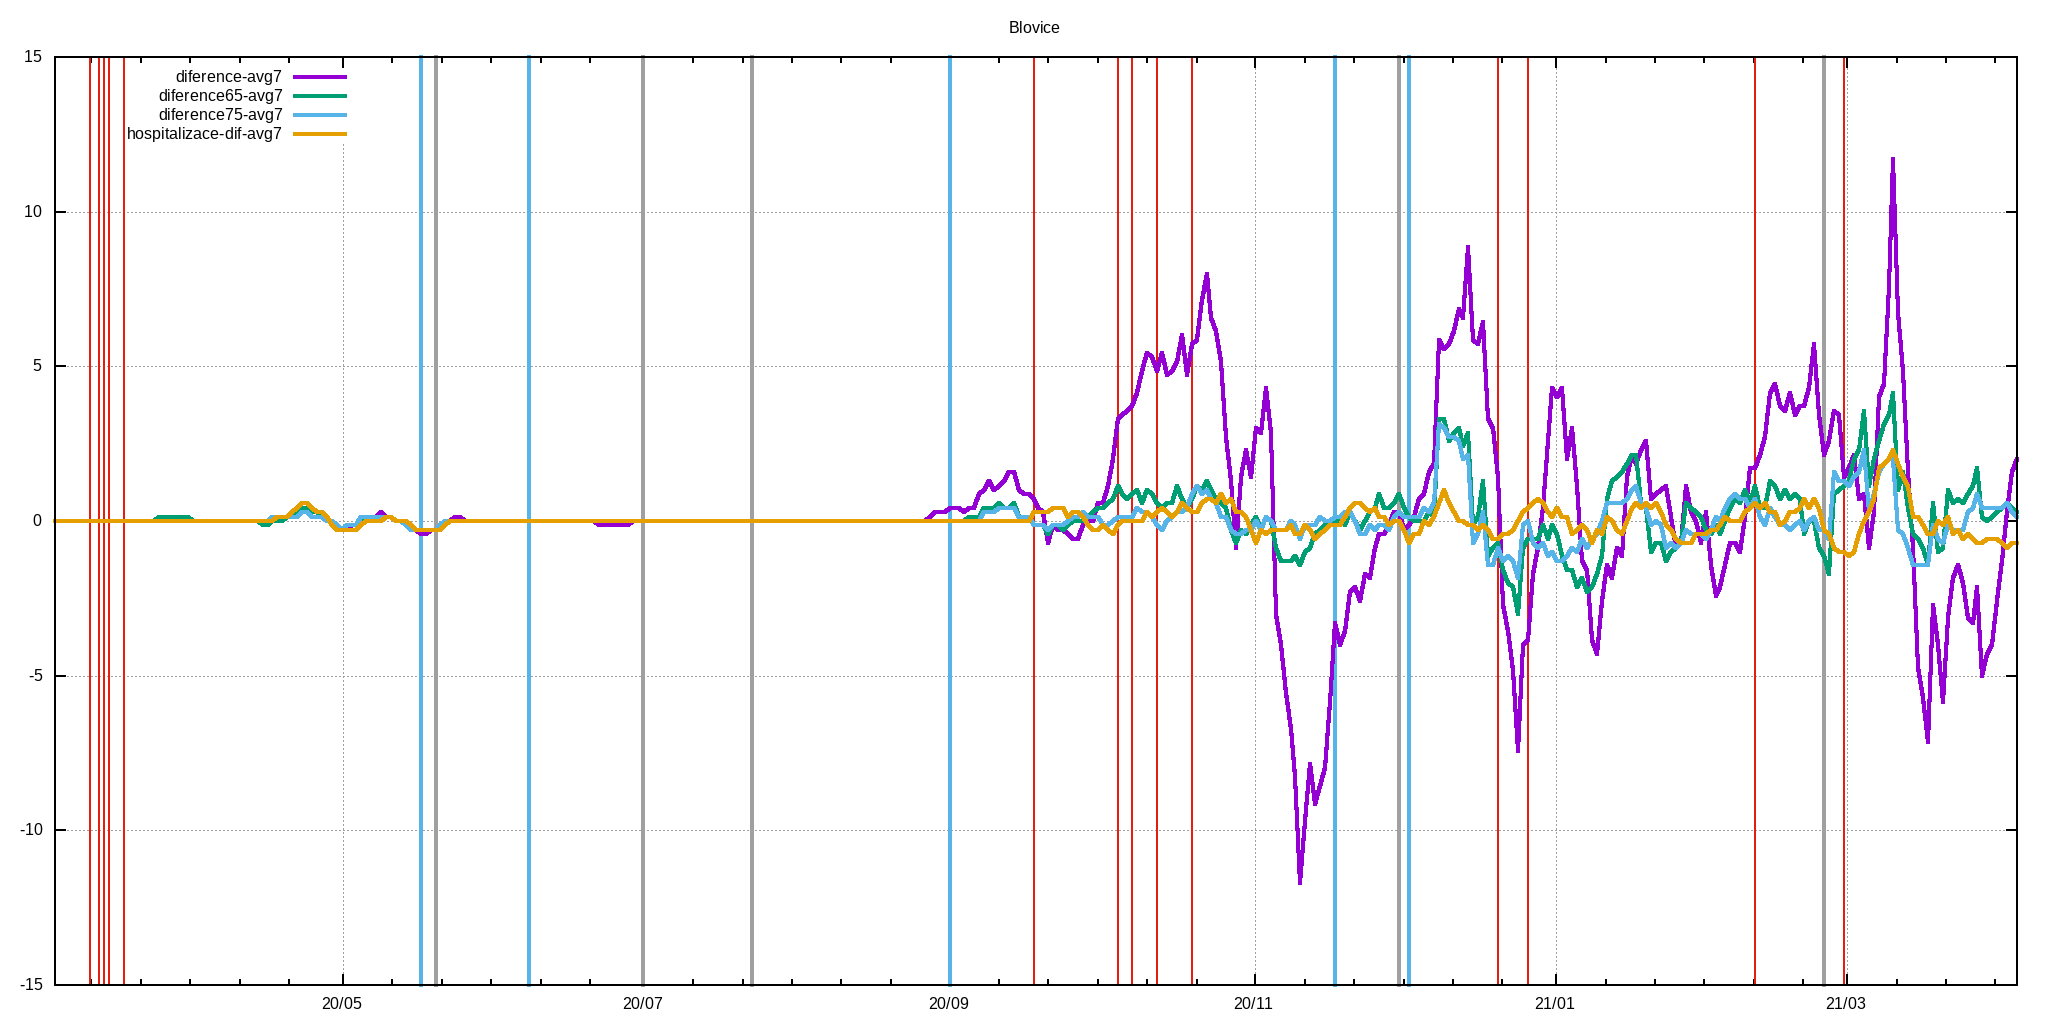 Blovice
15
10
5
0
-5
-10
-15
diference-avg7
diference65-avg7
diference75-avg7
hospitalizace-dif-avg7
20/05
20/07
20/09
20/11
21/01
21/03